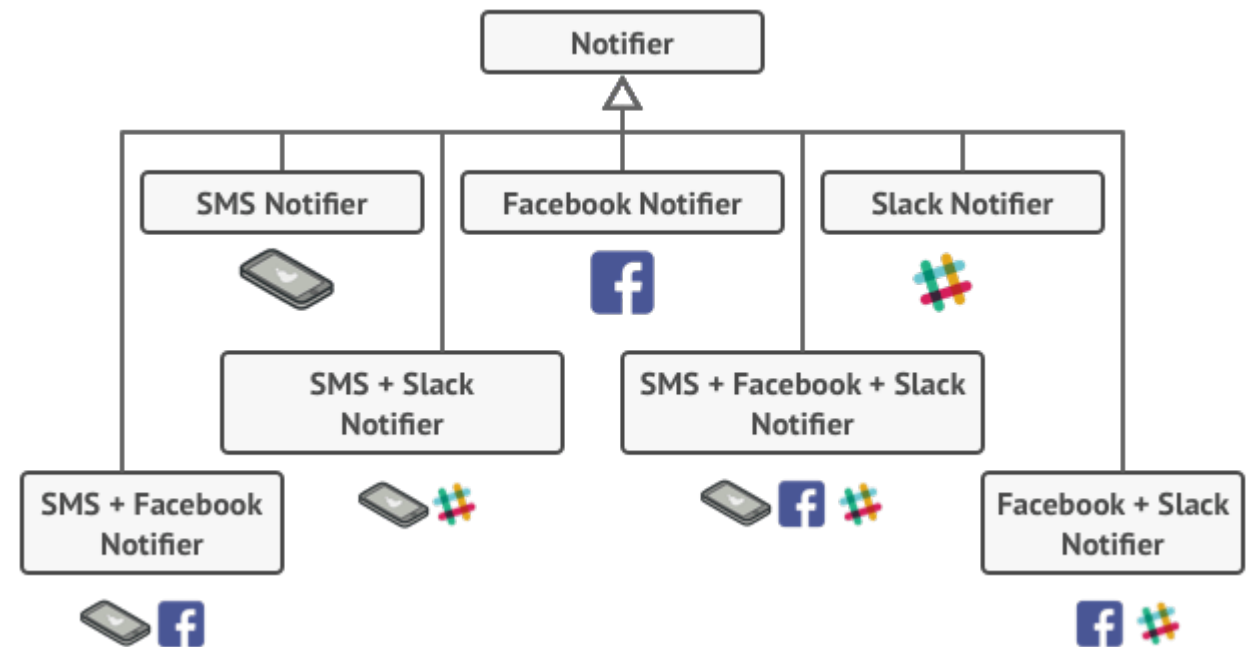 Notifier
SMS Notifier
Facebook Notifier
Slack Notifier
SMS + Slack
Notifier
SMS + Facebook + Slack
Notifier
SMS + Facebook
Notifier
Facebook + Slack
Notifier